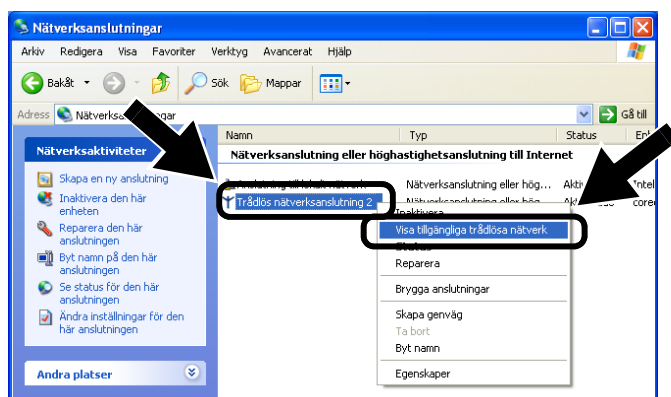 Nätverksanslutningar
Arkiv Redigera Visa Favoriter Verktyg Avancerat Hjälp
Bakåt Sök Mappar
Adress Gå till
Namn Typ Status
Nätverksaktiviteter
Nätverksanslutning eller höghastighetsanslutning till Internet
Skapa en ny anslutning
Nätverksanslutning eller hög...
Inaktivera den här
enheten
Trådlös nätverksanslutning 2
Nätverksanslutning eller hög...
Inaktivera
Visa tillgängliga trådlösa nätverk
Status
Reparera
Brygga anslutningar
Skapa genväg
Ta bort
Byt namn
Egenskaper
Reparera den här
anslutningen
Byt namn på den här
anslutningen
Se status för den här
anslutningen
Ändra inställningar för den
här anslutningen
Andra platser